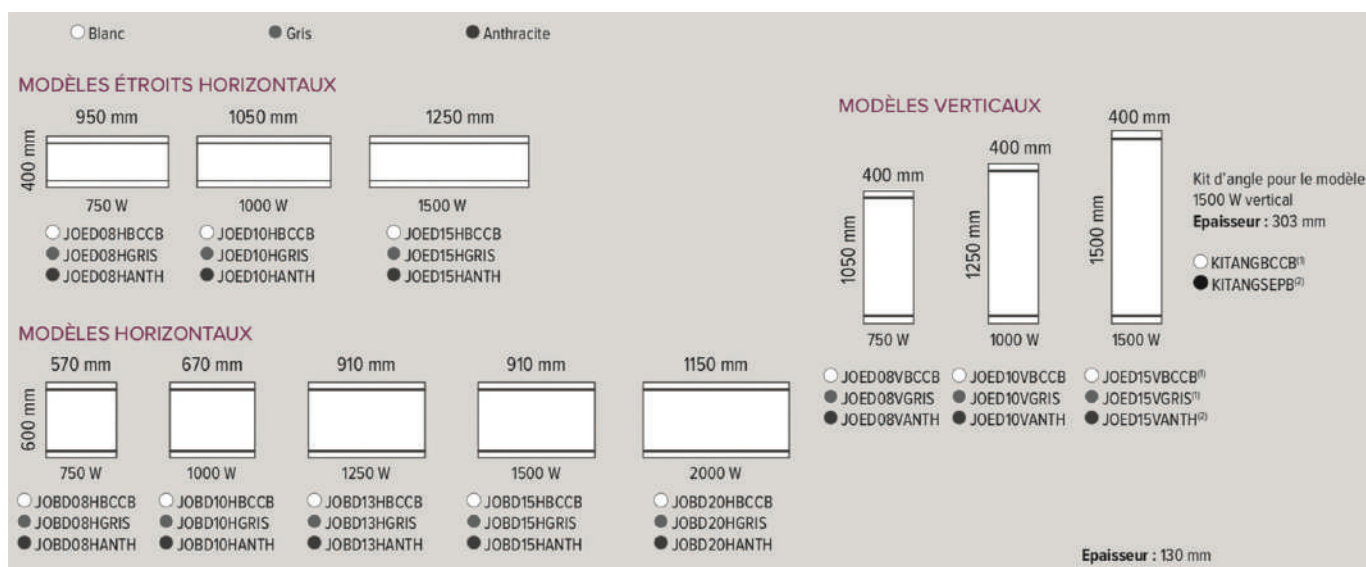 Blanc
Gris
Anthracite
MODÈLES ÉTROITS HORIZONTAUX
950 mm
1050 mm
1250 mm
400 mm
750 W
1000 W
1500 W
JOED08HBCCB
JOED10HBCCB
JOED15HBCCB
JOED08HGRIS
JOED10HGRIS
JOED15HGRIS
JOED08HANTH
JOED10HANTH
JOED15HANTH
MODÈLES HORIZONTAUX
570 mm
670 mm
910 mm
910 mm
1150 mm
600 mm
750 W
1000 W
1250 W
1500 W
2000 W
JOBD08HBCCB
JOBD10HBCCB
JOBD13HBCCB
JOBD15HBCCB
JOBD20HBCCB
JOBD08HGRIS
JOBD10HGRIS
JOBD13HGRIS
JOBD15HGRIS
JOBD20HGRIS
JOBD08HANTH
JOBD10HANTH
JOBD13HANTH
JOBD15HANTH
JOBD20HANTH
MODÈLES VERTICAUX
400 mm
400 mm
400 mm
1050 mm
1250 mm
1500 mm
750 W
1000 W
1500 W
JOED08VBCCB
JOED10VBCCB
JOED15VBCCB(1)
JOED08VGRIS
JOED10VGRIS
JOED15VGRIS(1)
JOED08VANTH
JOED10VANTH
JOED15VANTH(2)
Kit d'angle pour le modèle
1500 W vertical
Epaisseur : 303 mm
KITANGBCCB(1)
KITANGSEPB(2)
Epaisseur : 130 mm